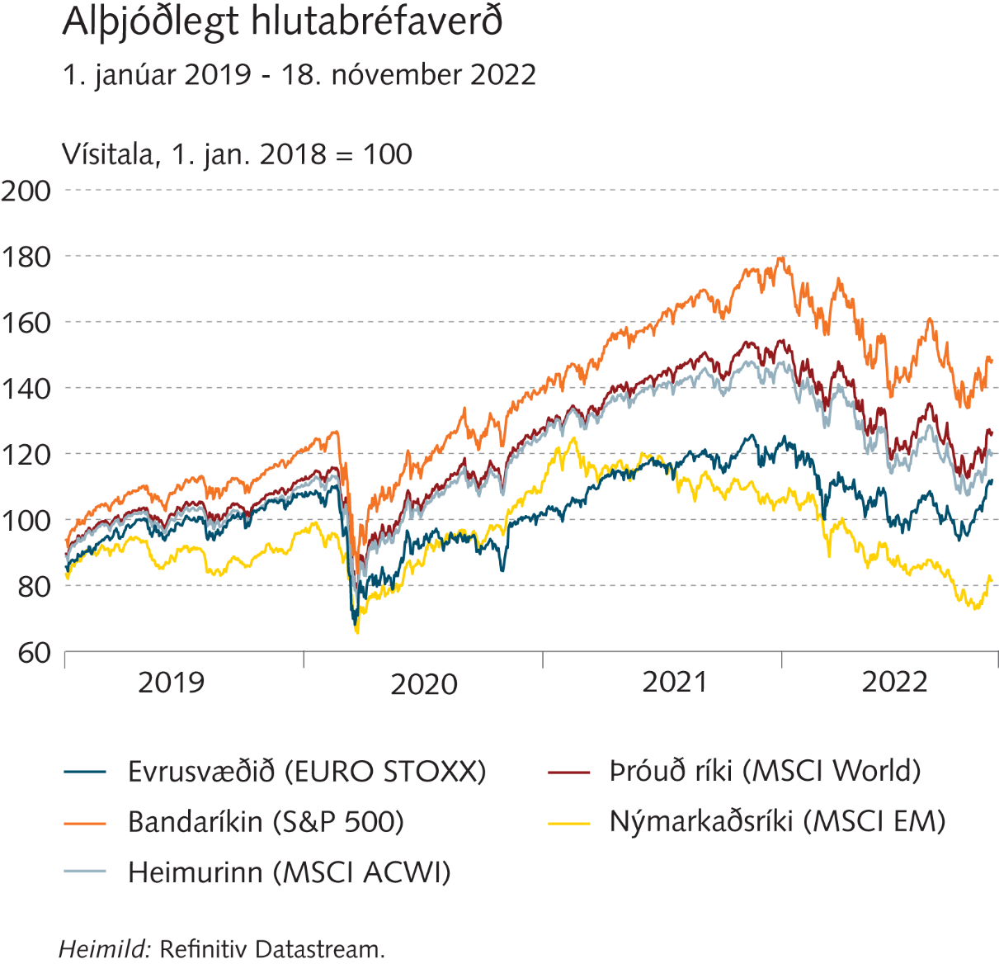 Alþjóðlegt hlutabréfaverð
1. janúar 2019 - 18. nóvember 2022
Vísitala, 1. jan. 2018 = 100
200
180
160
140
120
100
80
60
2019 2020 2021 2022
Evrusvæðið (EURO STOXX)
Bandaríkin (S&P 500)
Heimurinn (MSCI ACWI)
Þróuð ríki (MSCI World)
Nýmarkaðsríki (MSCI EM)
Heimild: Refinitiv Datastream.